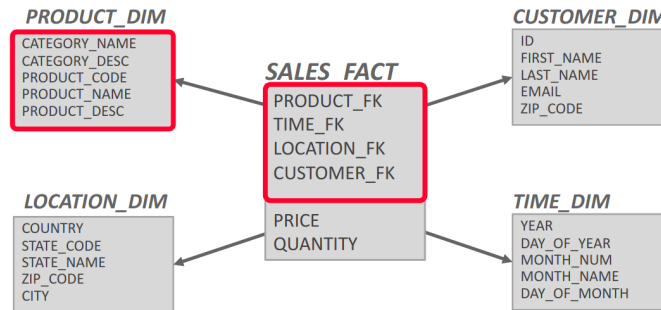 PRODUCT_DIM
CATEGORY_NAME
CATEGORY_DESC
PRODUCT_CODE
PRODUCT_NAME
PRODUCT_DESC
CUSTOMER_DIM
ID
FIRST_NAME
LAST_NAME
EMAIL
ZIP_CODE
SALES_FACT
PRODUCT_FK
TIME_FK
LOCATION_FK
CUSTOMER_FK
PRICE
QUANTITY
LOCATION_DIM
COUNTRY
STATE_CODE
STATE_NAME
ZIP_CODE
CITY
TIME_DIM
YEAR
DAY_OF_YEAR
MONTH_NUM
MONTH_NAME
DAY_OF_MONTH